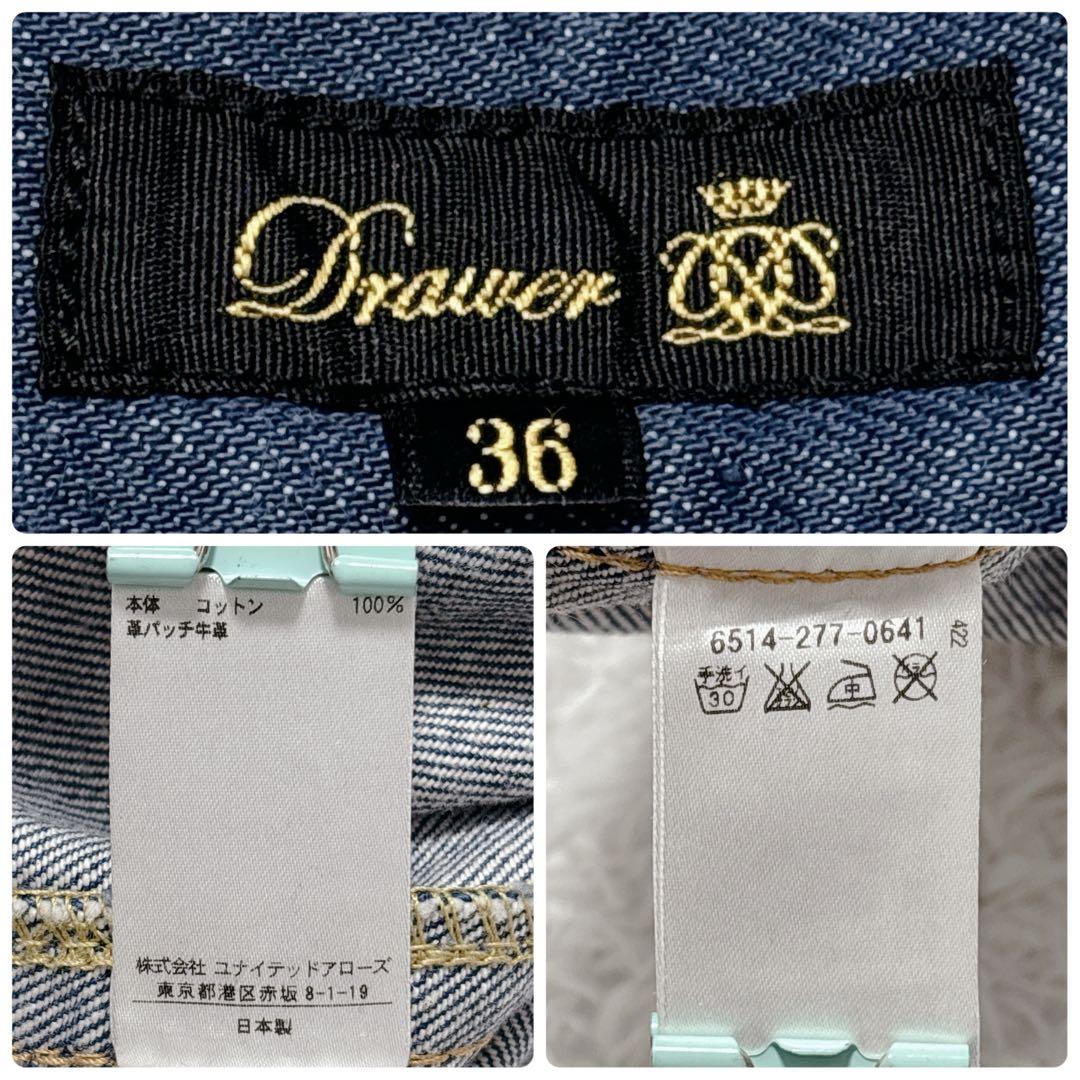 Drawer
36
本体 コットン 100%
革パッチ牛革
株式会社 ユナイテッドアローズ
東京都港区赤坂 8-1-19
日本製
6514-277-0641
422
手洗イ
30
中